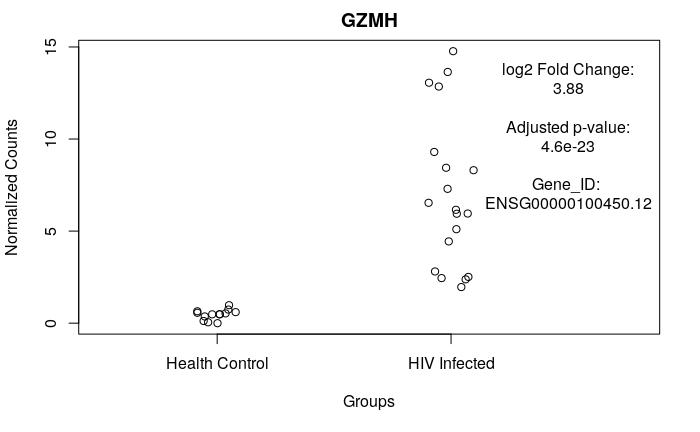 GZMH
15
10
5
0
Normalized Counts
log2 Fold Change:
3.88
Adjusted p-value:
4.6e-23
Gene_ID:
ENSG00000100450.12
Health Control
HIV Infected
Groups